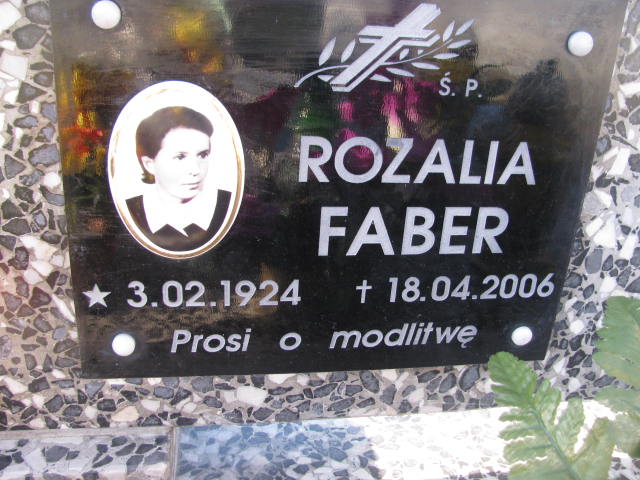 Ś. P.
ROZALIA
FABER
★ 3.02.1924 † 18.04.2006
Prosi o modlitwę